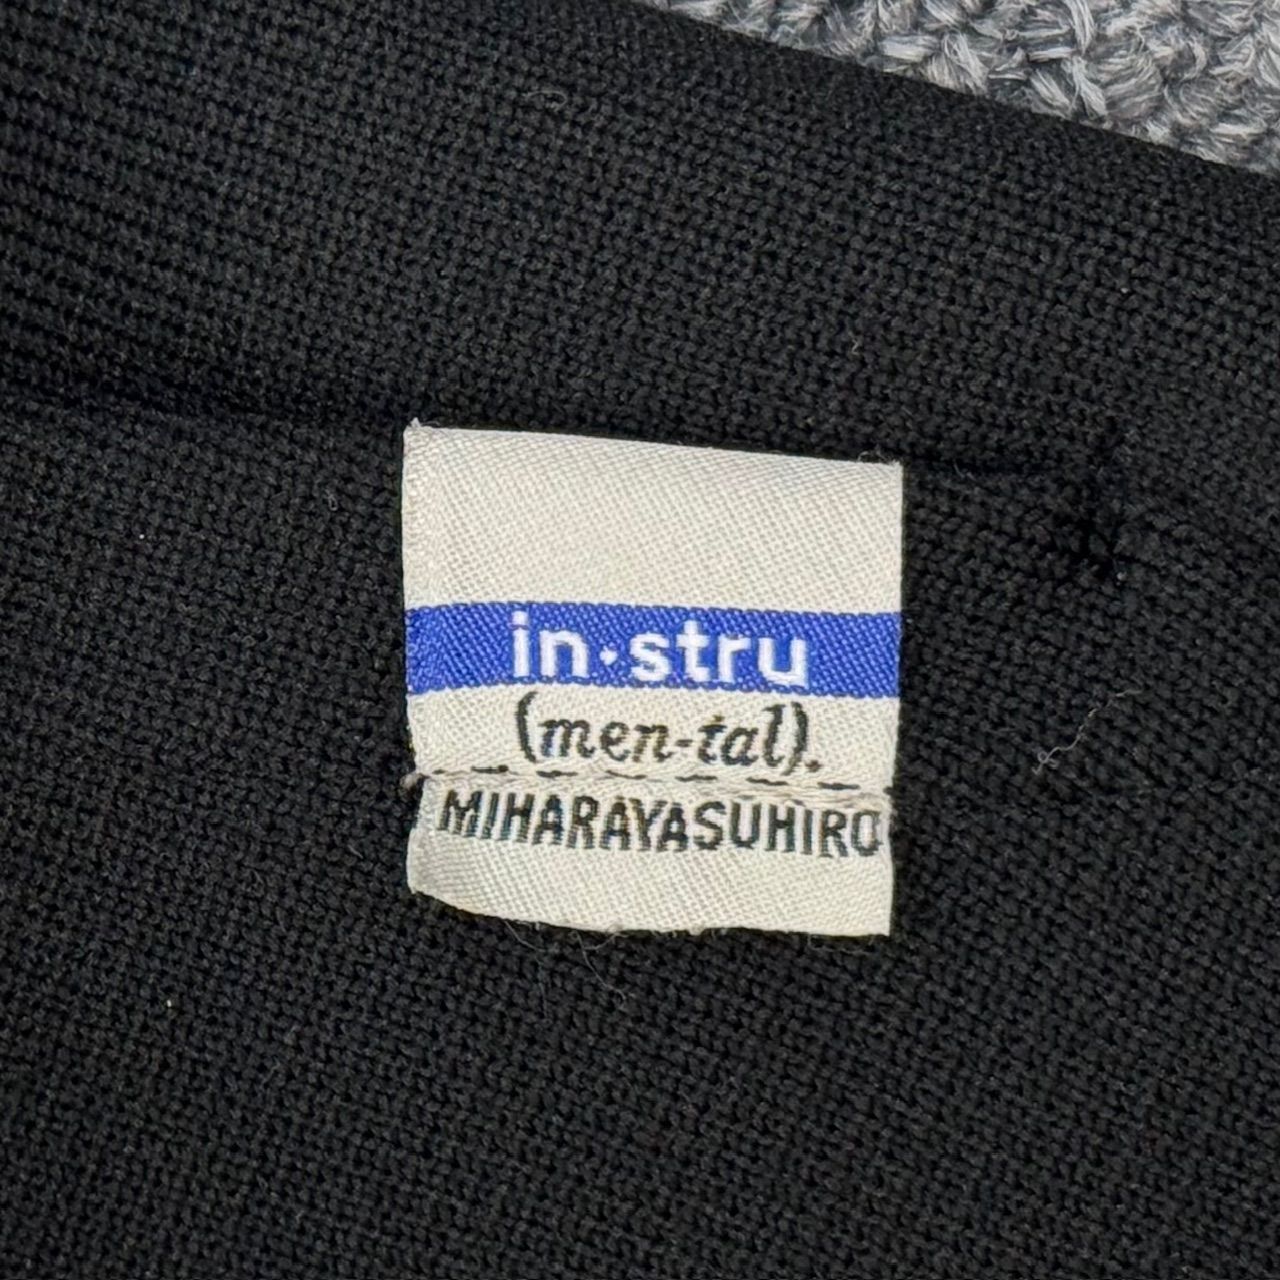 in·stru
(men-tal).
MIHARAYASUHIRO